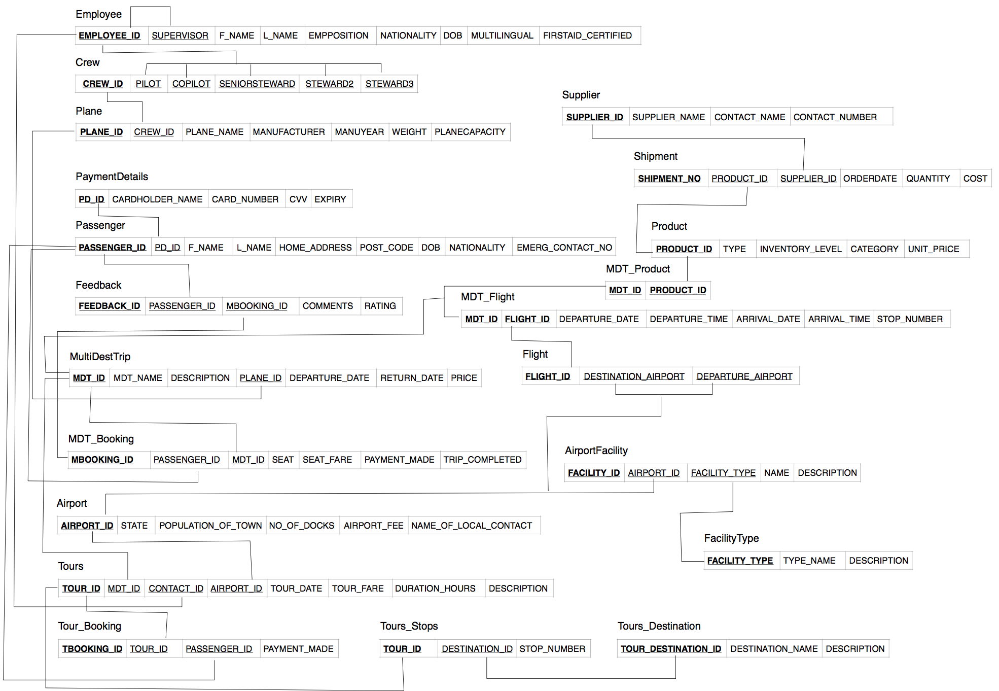 Employee
EMPLOYEE_ID SUPERVISOR F_NAME L_NAME EMPPOSITION NATIONALITY DOB MULTILINGUAL FIRSTAID_CERTIFIED
Crew
CREW_ID PILOT COPILOT SENIORSTEWARD STEWARD2 STEWARD3
Plane
PLANE_ID CREW_ID PLANE_NAME MANUFACTURER MANUYEAR WEIGHT PLANECAPACITY
Supplier
SUPPLIER_ID SUPPLIER_NAME CONTACT_NAME CONTACT_NUMBER
Shipment
SHIPMENT_NO PRODUCT_ID SUPPLIER_ID ORDERDATE QUANTITY COST
PaymentDetails
PD_ID CARDHOLDER_NAME CARD_NUMBER CVV EXPIRY
Passenger
PASSENGER_ID PD_ID F_NAME L_NAME HOME_ADDRESS POST_CODE DOB NATIONALITY EMERG_CONTACT_NO
Product
PRODUCT_ID TYPE INVENTORY_LEVEL CATEGORY UNIT_PRICE
MDT_Product
MDT_ID PRODUCT_ID
Feedback
FEEDBACK_ID PASSENGER_ID MBOOKING_ID COMMENTS RATING
MDT_Flight
MDT_ID FLIGHT_ID DEPARTURE_DATE DEPARTURE_TIME ARRIVAL_DATE ARRIVAL_TIME STOP_NUMBER
MultiDestTrip
MDT_ID MDT_NAME DESCRIPTION PLANE_ID DEPARTURE_DATE RETURN_DATE PRICE
Flight
FLIGHT_ID DESTINATION_AIRPORT DEPARTURE_AIRPORT
MDT_Booking
MBOOKING_ID PASSENGER_ID MDT_ID SEAT SEAT_FARE PAYMENT_MADE TRIP_COMPLETED
AirportFacility
FACILITY_ID AIRPORT_ID FACILITY_TYPE NAME DESCRIPTION
Airport
AIRPORT_ID STATE POPULATION_OF_TOWN NO_OF_DOCKS AIRPORT_FEE NAME_OF_LOCAL_CONTACT
FacilityType
FACILITY_TYPE TYPE_NAME DESCRIPTION
Tours
TOUR_ID MDT_ID CONTACT_ID AIRPORT_ID TOUR_DATE TOUR_FARE DURATION_HOURS DESCRIPTION
Tour_Booking
TBOOKING_ID TOUR_ID PASSENGER_ID PAYMENT_MADE
Tours_Stops
TOUR_ID DESTINATION_ID STOP_NUMBER
Tours_Destination
TOUR_DESTINATION_ID DESTINATION_NAME DESCRIPTION